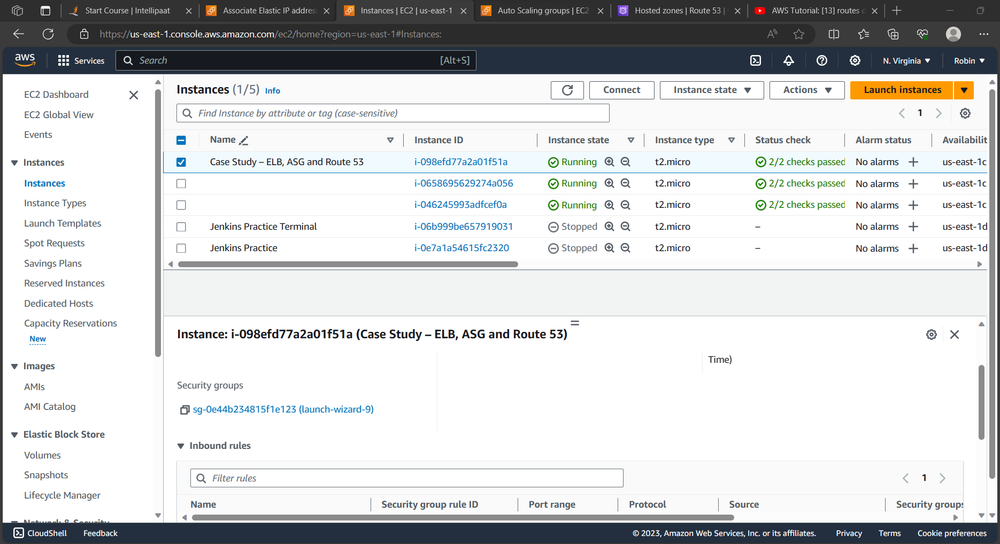 Start Course | Intellipaat
Associate Elastic IP address
Instances | EC2 | us-east-1
Auto Scaling groups | EC2
Hosted zones | Route 53 |
AWS Tutorial: [13] routes
https://us-east-1.console.aws.amazon.com/ec2/home?region=us-east-1#Instances:
aws
Services
Search
[Alt+S]
N. Virginia
Robin
EC2 Dashboard
EC2 Global View
Events
Instances
Instances
Instance Types
Launch Templates
Spot Requests
Savings Plans
Reserved Instances
Dedicated Hosts
Capacity Reservations
New
Images
AMIs
AMI Catalog
Elastic Block Store
Volumes
Snapshots
Lifecycle Manager
Network & Security
Instances (1/5) Info
Connect
Instance state
Actions
Launch instances
Find Instance by attribute or tag (case-sensitive)
1
Name Instance ID Instance state Instance type Status check Alarm status Availabilit
Case Study – ELB, ASG and Route 53 i-098efd77a2a01f51a Running t2.micro 2/2 checks passed No alarms + us-east-1c
i-0658695629274a056 Running t2.micro 2/2 checks passed No alarms + us-east-1c
i-046245993adfcef0a Running t2.micro 2/2 checks passed No alarms + us-east-1c
Jenkins Practice Terminal i-06b999be657919031 Stopped t2.micro – No alarms + us-east-1d
Jenkins Practice i-0e7a1a54615fc2320 Stopped t2.micro – No alarms + us-east-1d
Instance: i-098efd77a2a01f51a (Case Study – ELB, ASG and Route 53)
Time)
Security groups
sg-0e44b234815f1e123 (launch-wizard-9)
Inbound rules
Filter rules
1
Name Security group rule ID Port range Protocol Source Security groups
CloudShell
Feedback
© 2023, Amazon Web Services, Inc. or its affiliates.
Privacy
Terms
Cookie preferences